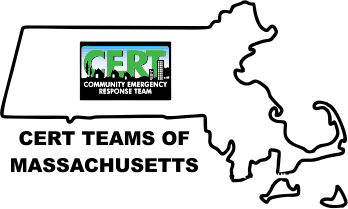 CERT
COMMUNITY EMERGENCY
RESPONSE TEAM
CERT TEAMS OF
MASSACHUSETTS